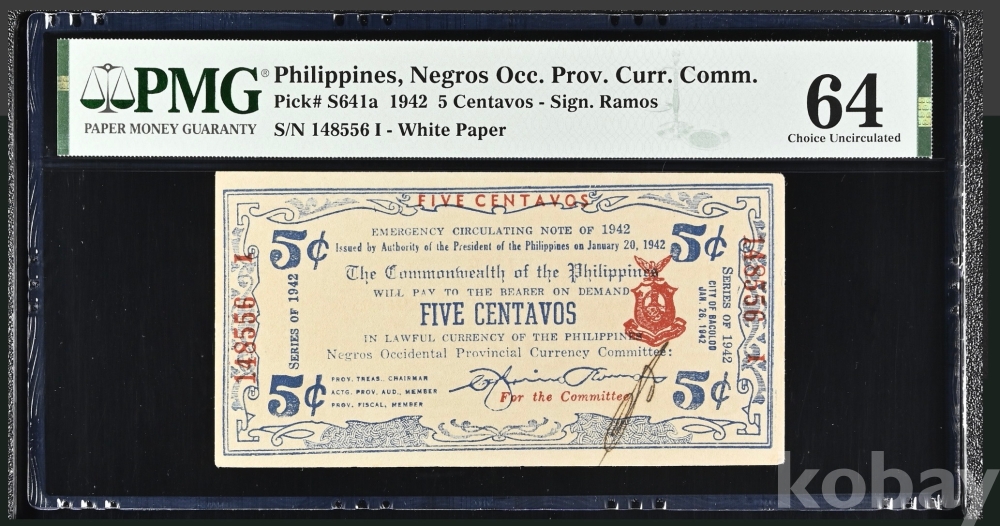 PMG®
PAPER MONEY GUARANTY
Philippines, Negros Occ. Prov. Curr. Comm.
Pick# S641a 1942 5 Centavos - Sign. Ramos
S/N 148556 I - White Paper
64
Choice Uncirculated
FIVE CENTAVOS
EMERGENCY CIRCULATING NOTE OF 1942
Issued by Authority of the President of the Philippines on January 20, 1942
5¢
5¢
The Commonwealth of the Philippines
WILL PAY TO THE BEARER ON DEMAND
FIVE CENTAVOS
IN LAWFUL CURRENCY OF THE PHILIPPINES
Negros Occidental Provincial Currency Committee:
148556 I
SERIES OF 1942
CITY OF BACOLOD
JAN. 26, 1942
SERIES OF 1942
148556 I
5¢
PROV. TREAS., CHAIRMAN
ACTG. PROV. AUD., MEMBER
PROV. FISCAL, MEMBER
For the Committee
5¢
kobay